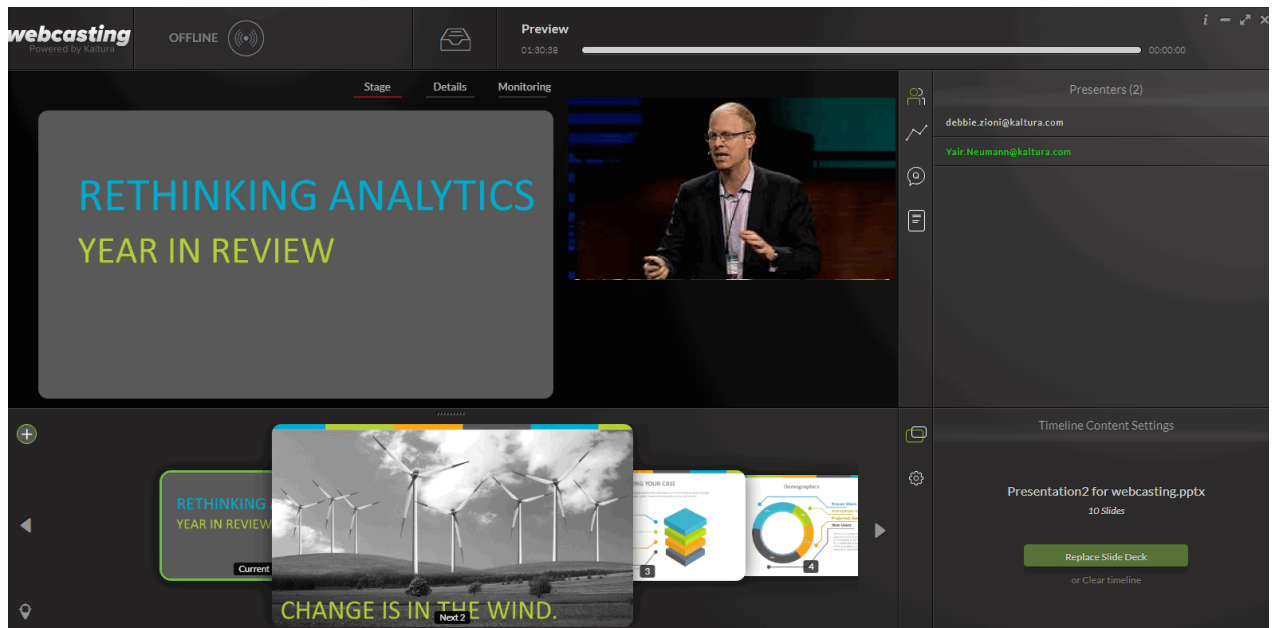 webcasting
Powered by Kaltura
OFFLINE
Preview
01:30:38
00:00:00
i
Stage
Details
Monitoring
RETHINKING ANALYTICS
YEAR IN REVIEW
Presenters (2)
debbie.zioni@kaltura.com
Yair.Neumann@kaltura.com
RETHINKING
YEAR IN REVIEW
Current
CHANGE IS IN THE WIND.
Next 2
NG YOUR CASE
3
Demographics
4
Timeline Content Settings
Presentation2 for webcasting.pptx
10 Slides
Replace Slide Deck
or Clear timeline